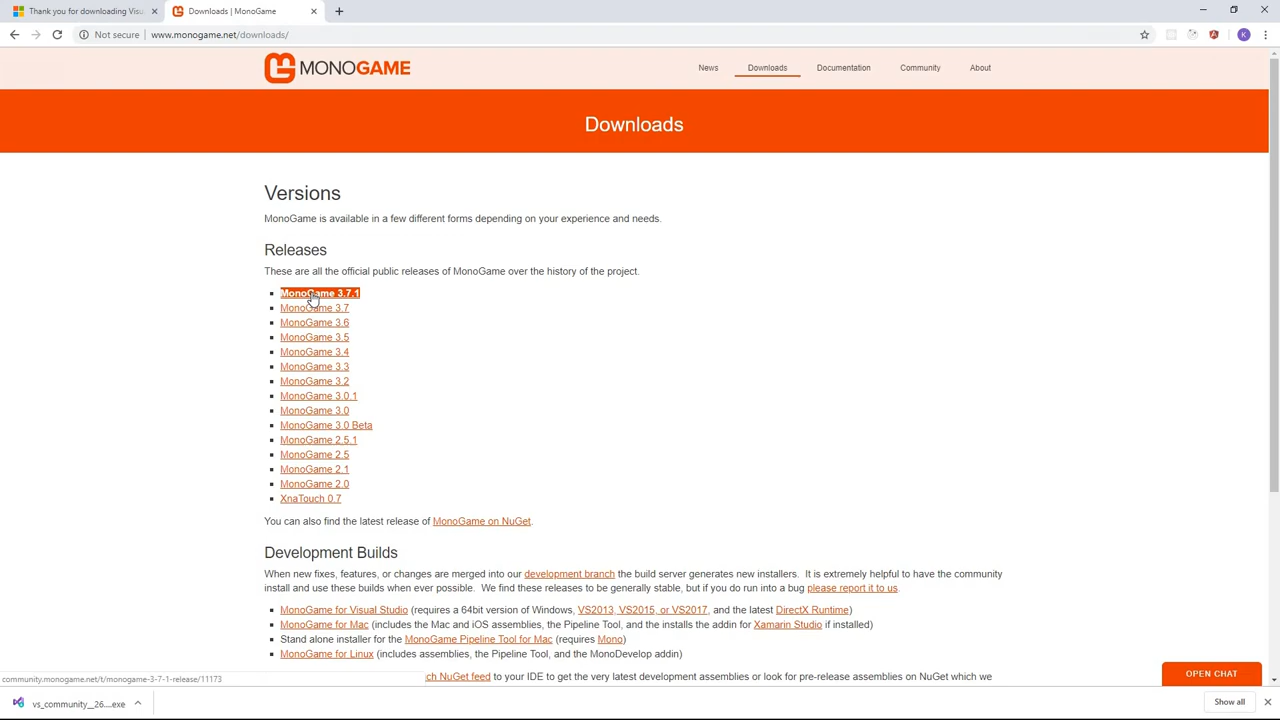 Thank you for downloading Visu
Downloads | MonoGame
Not secure
www.monogame.net/downloads/
K
MONOGAME
News
Downloads
Documentation
Community
About
Downloads
Versions
MonoGame is available in a few different forms depending on your experience and needs.
Releases
These are all the official public releases of MonoGame over the history of the project.
MonoGame 3.7.1
MonoGame 3.7
MonoGame 3.6
MonoGame 3.5
MonoGame 3.4
MonoGame 3.3
MonoGame 3.2
MonoGame 3.0.1
MonoGame 3.0
MonoGame 3.0 Beta
MonoGame 2.5.1
MonoGame 2.5
MonoGame 2.1
MonoGame 2.0
XnaTouch 0.7
You can also find the latest release of MonoGame on NuGet.
Development Builds
When new fixes, features, or changes are merged into our development branch the build server generates new installers. It is extremely helpful to have the community
install and use these builds when ever possible. We find these releases to be generally stable, but if you do run into a bug please report it to us.
MonoGame for Visual Studio (requires a 64bit version of Windows, VS2013, VS2015, or VS2017, and the latest DirectX Runtime)
MonoGame for Mac (includes the Mac and iOS assemblies, the Pipeline Tool, and the installs the addin for Xamarin Studio if installed)
Stand alone installer for the MonoGame Pipeline Tool for Mac (requires Mono)
MonoGame for Linux (includes assemblies, the Pipeline Tool, and the MonoDevelop addin)
ch NuGet feed to your IDE to get the very latest development assemblies or look for pre-release assemblies on NuGet which we
community.monogame.net/t/monogame-3-7-1-release/11173
OPEN CHAT
vs_community__26....exe
Show all